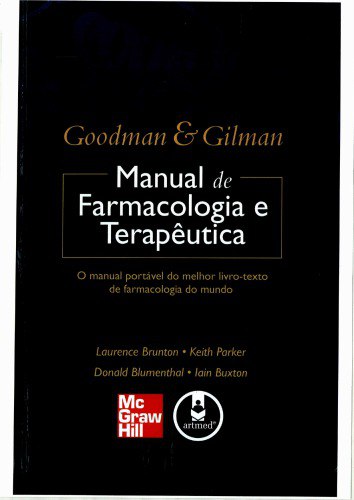 Goodman & Gilman
Manual de
Farmacologia e
Terapêutica
O manual portável do melhor livro-texto
de farmacologia do mundo
Laurence Brunton • Keith Parker
Donald Blumenthal • Iain Buxton
Mc
Graw
Hill
artmed®